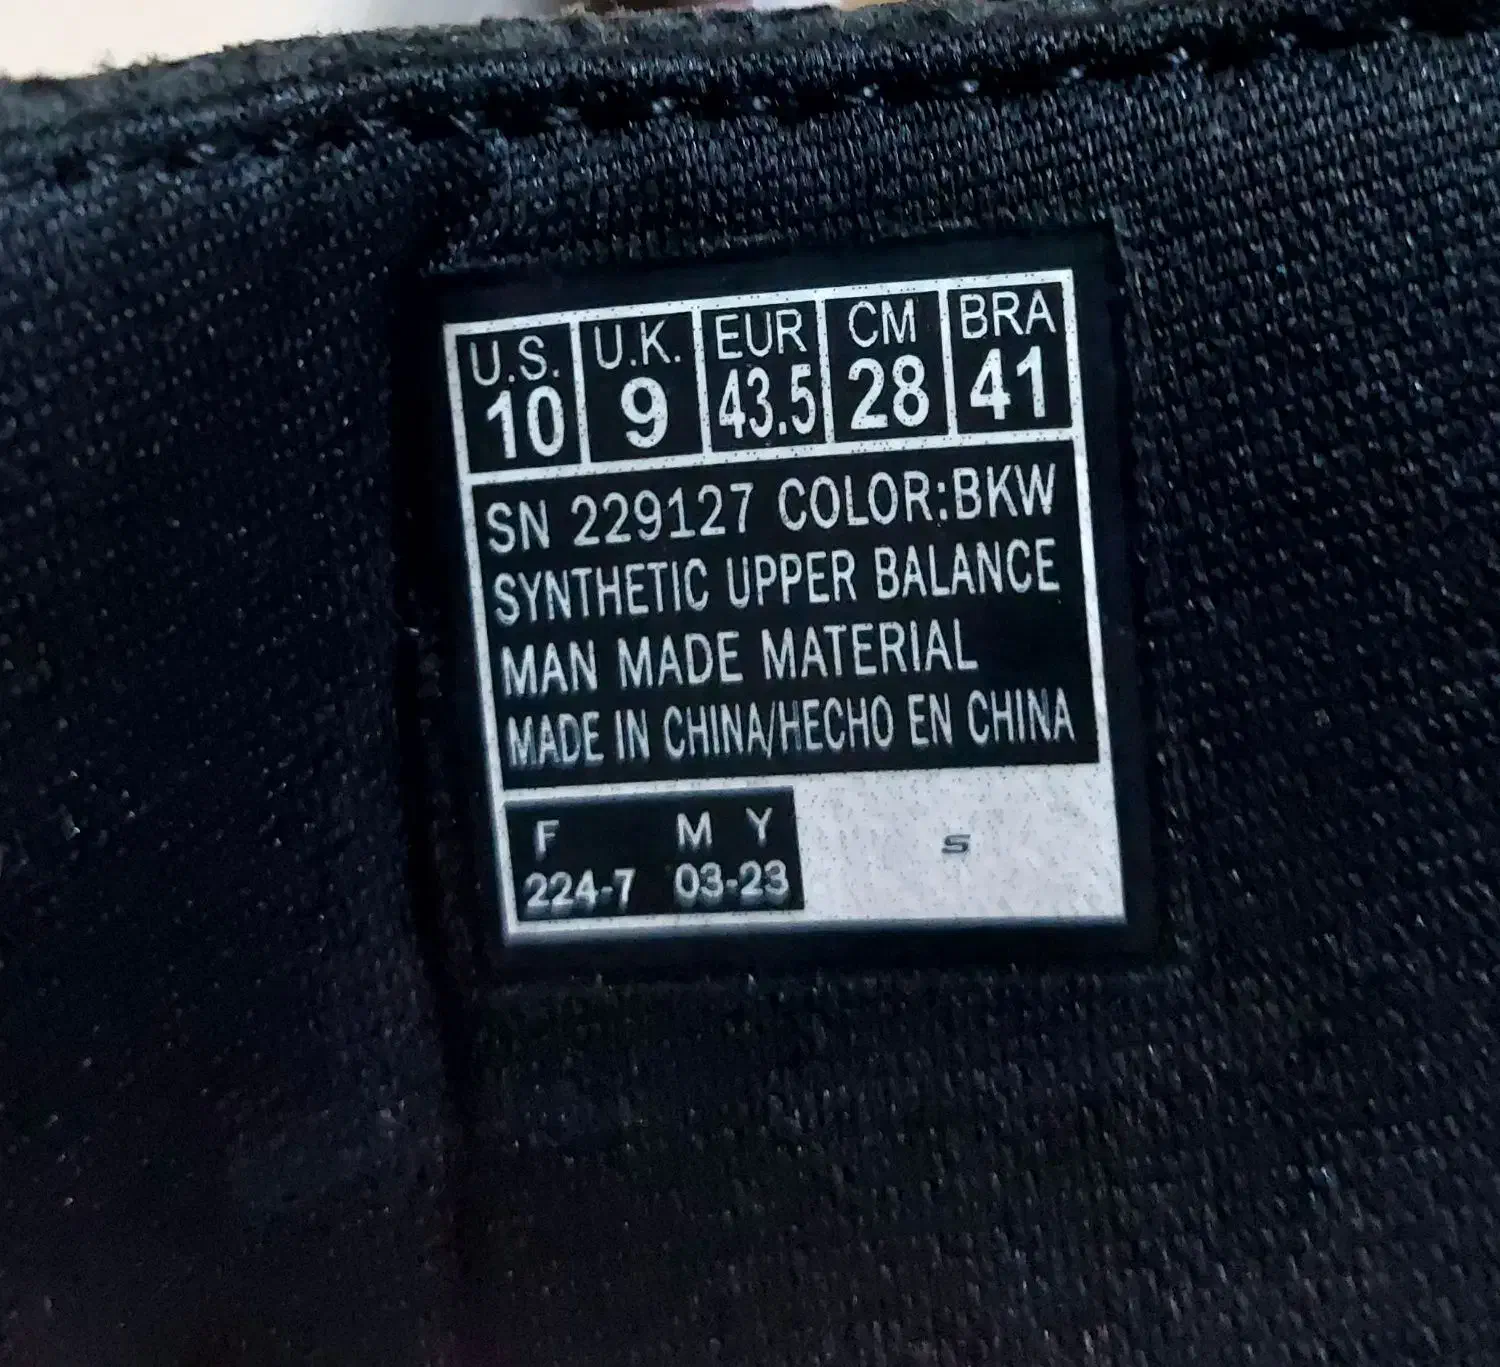 U.S. U.K. EUR CM BRA
10 9 43.5 28 41
SN 229127 COLOR:BKW
SYNTHETIC UPPER BALANCE
MAN MADE MATERIAL
MADE IN CHINA/HECHO EN CHINA
F M Y
224-7 03-23
S